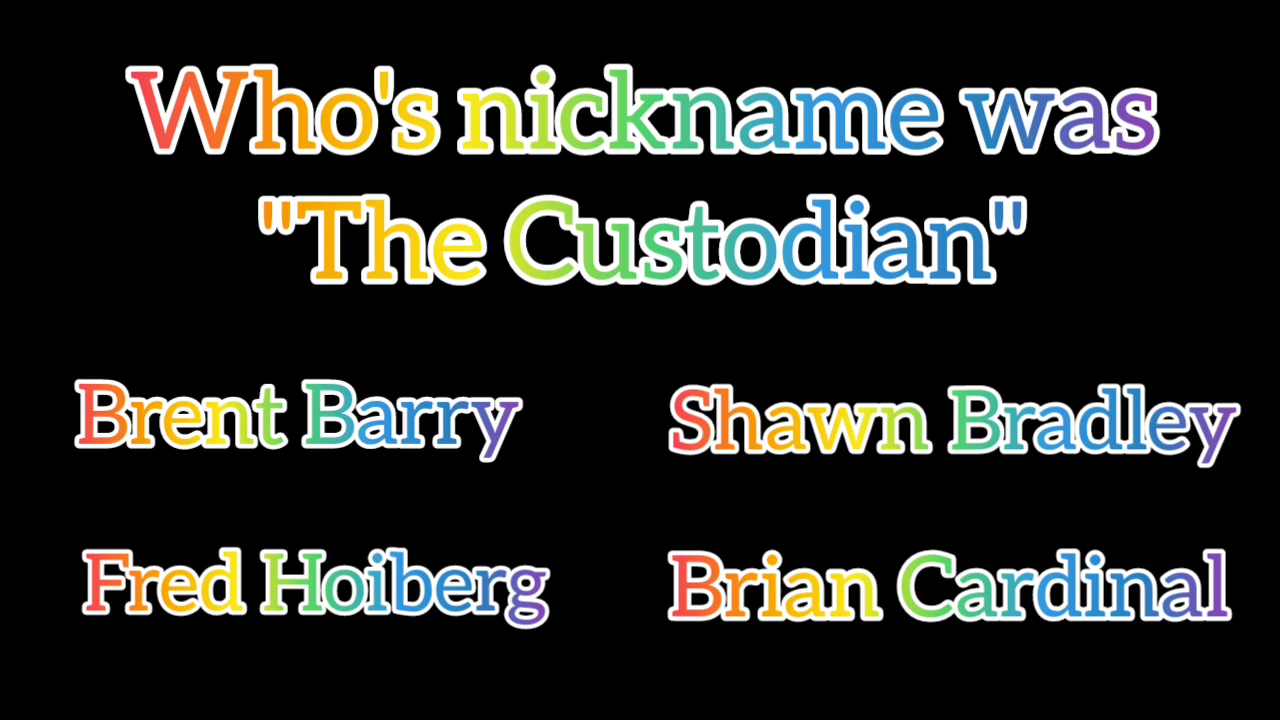 Who's nickname was
"The Custodian"
Brent Barry
Shawn Bradley
Fred Hoiberg
Brian Cardinal